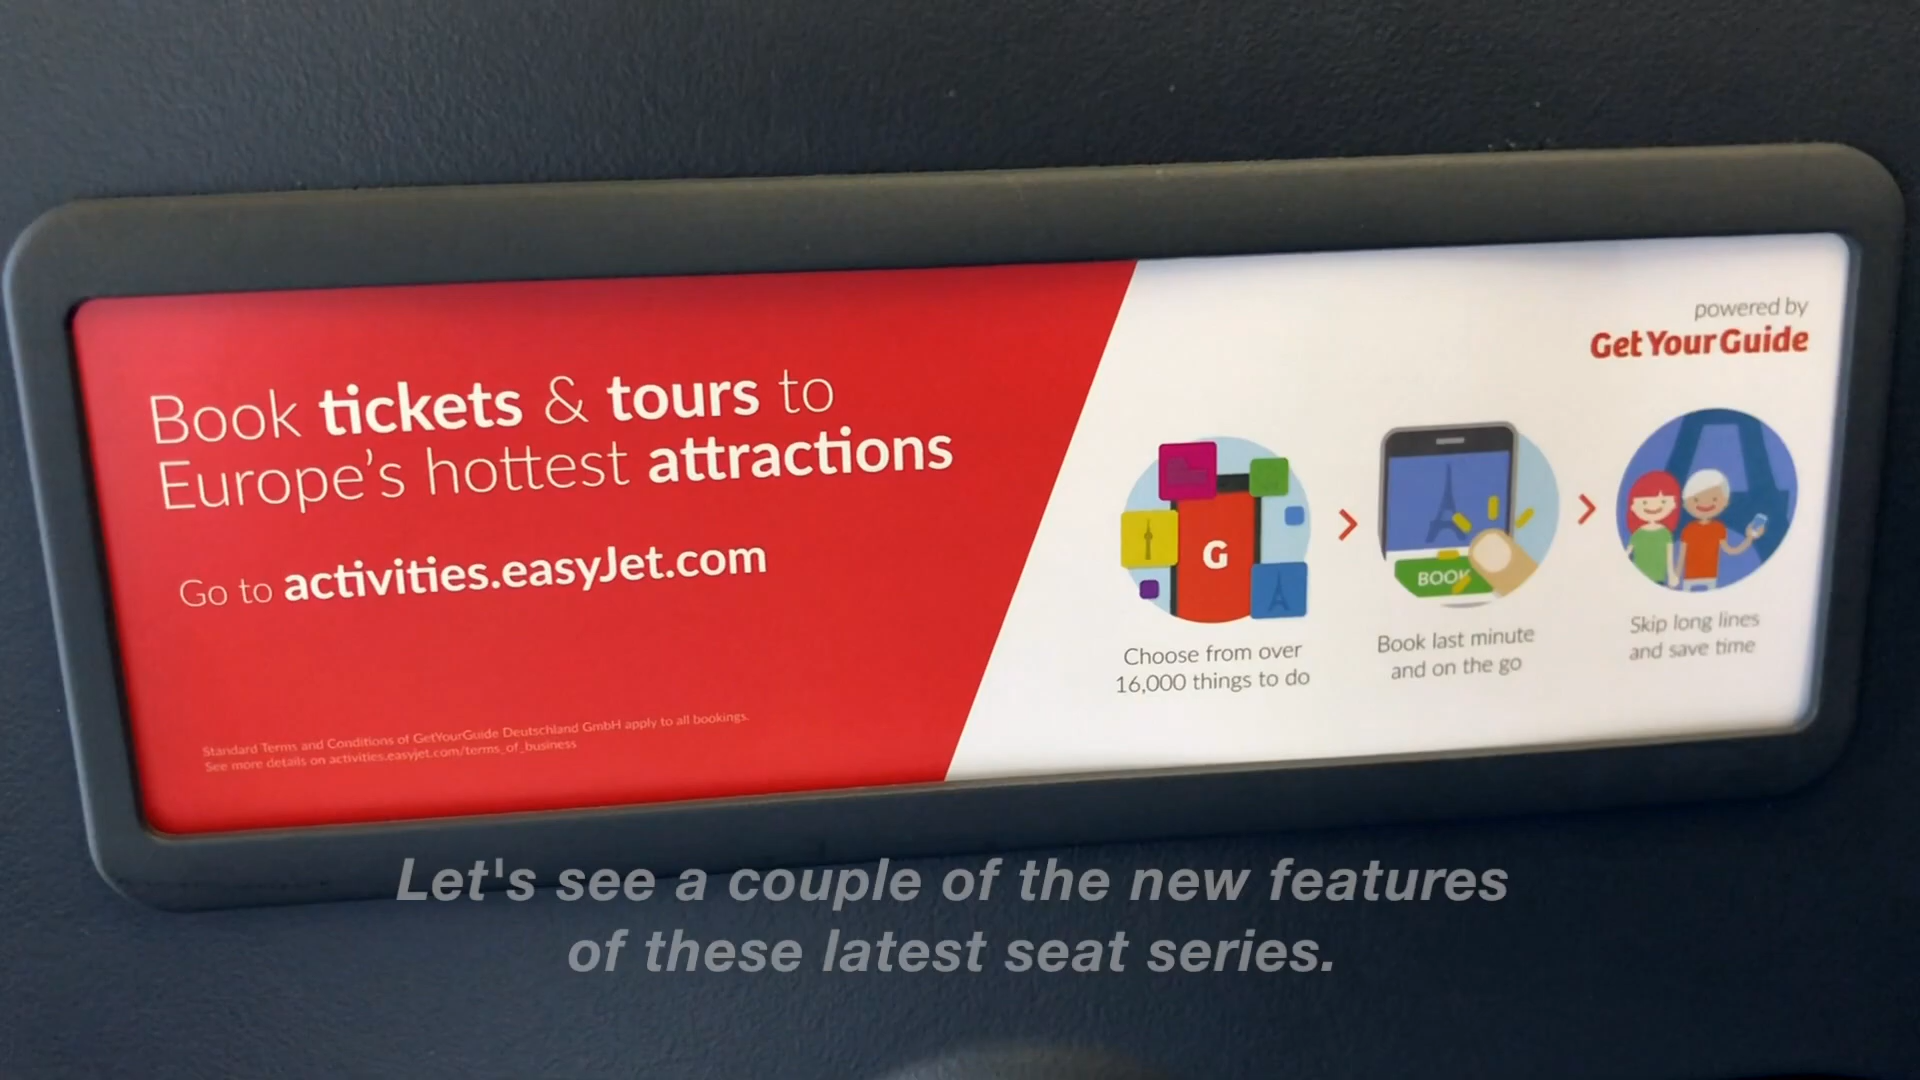 Book tickets & tours to
Europe's hottest attractions
Go to activities.easyJet.com
Standard Terms and Conditions of GetYourGuide Deutschland GmbH apply to all bookings.
See more details on activities.easyjet.com/terms_of_business
powered by
GetYourGuide
G
Choose from over
16,000 things to do
BOOK
Book last minute
and on the go
Skip long lines
and save time
Let's see a couple of the new features
of these latest seat series.